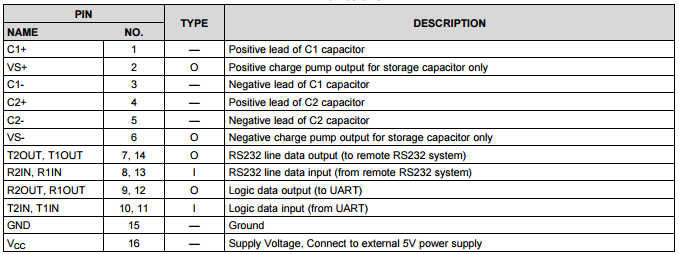 PIN TYPE DESCRIPTION
NAME NO.
C1+ 1 — Positive lead of C1 capacitor
VS+ 2 O Positive charge pump output for storage capacitor only
C1- 3 — Negative lead of C1 capacitor
C2+ 4 — Positive lead of C2 capacitor
C2- 5 — Negative lead of C2 capacitor
VS- 6 O Negative charge pump output for storage capacitor only
T2OUT, T1OUT 7, 14 O RS232 line data output (to remote RS232 system)
R2IN, R1IN 8, 13 I RS232 line data input (from remote RS232 system)
R2OUT, R1OUT 9, 12 O Logic data output (to UART)
T2IN, T1IN 10, 11 I Logic data input (from UART)
GND 15 — Ground
VCC 16 — Supply Voltage, Connect to external 5V power supply